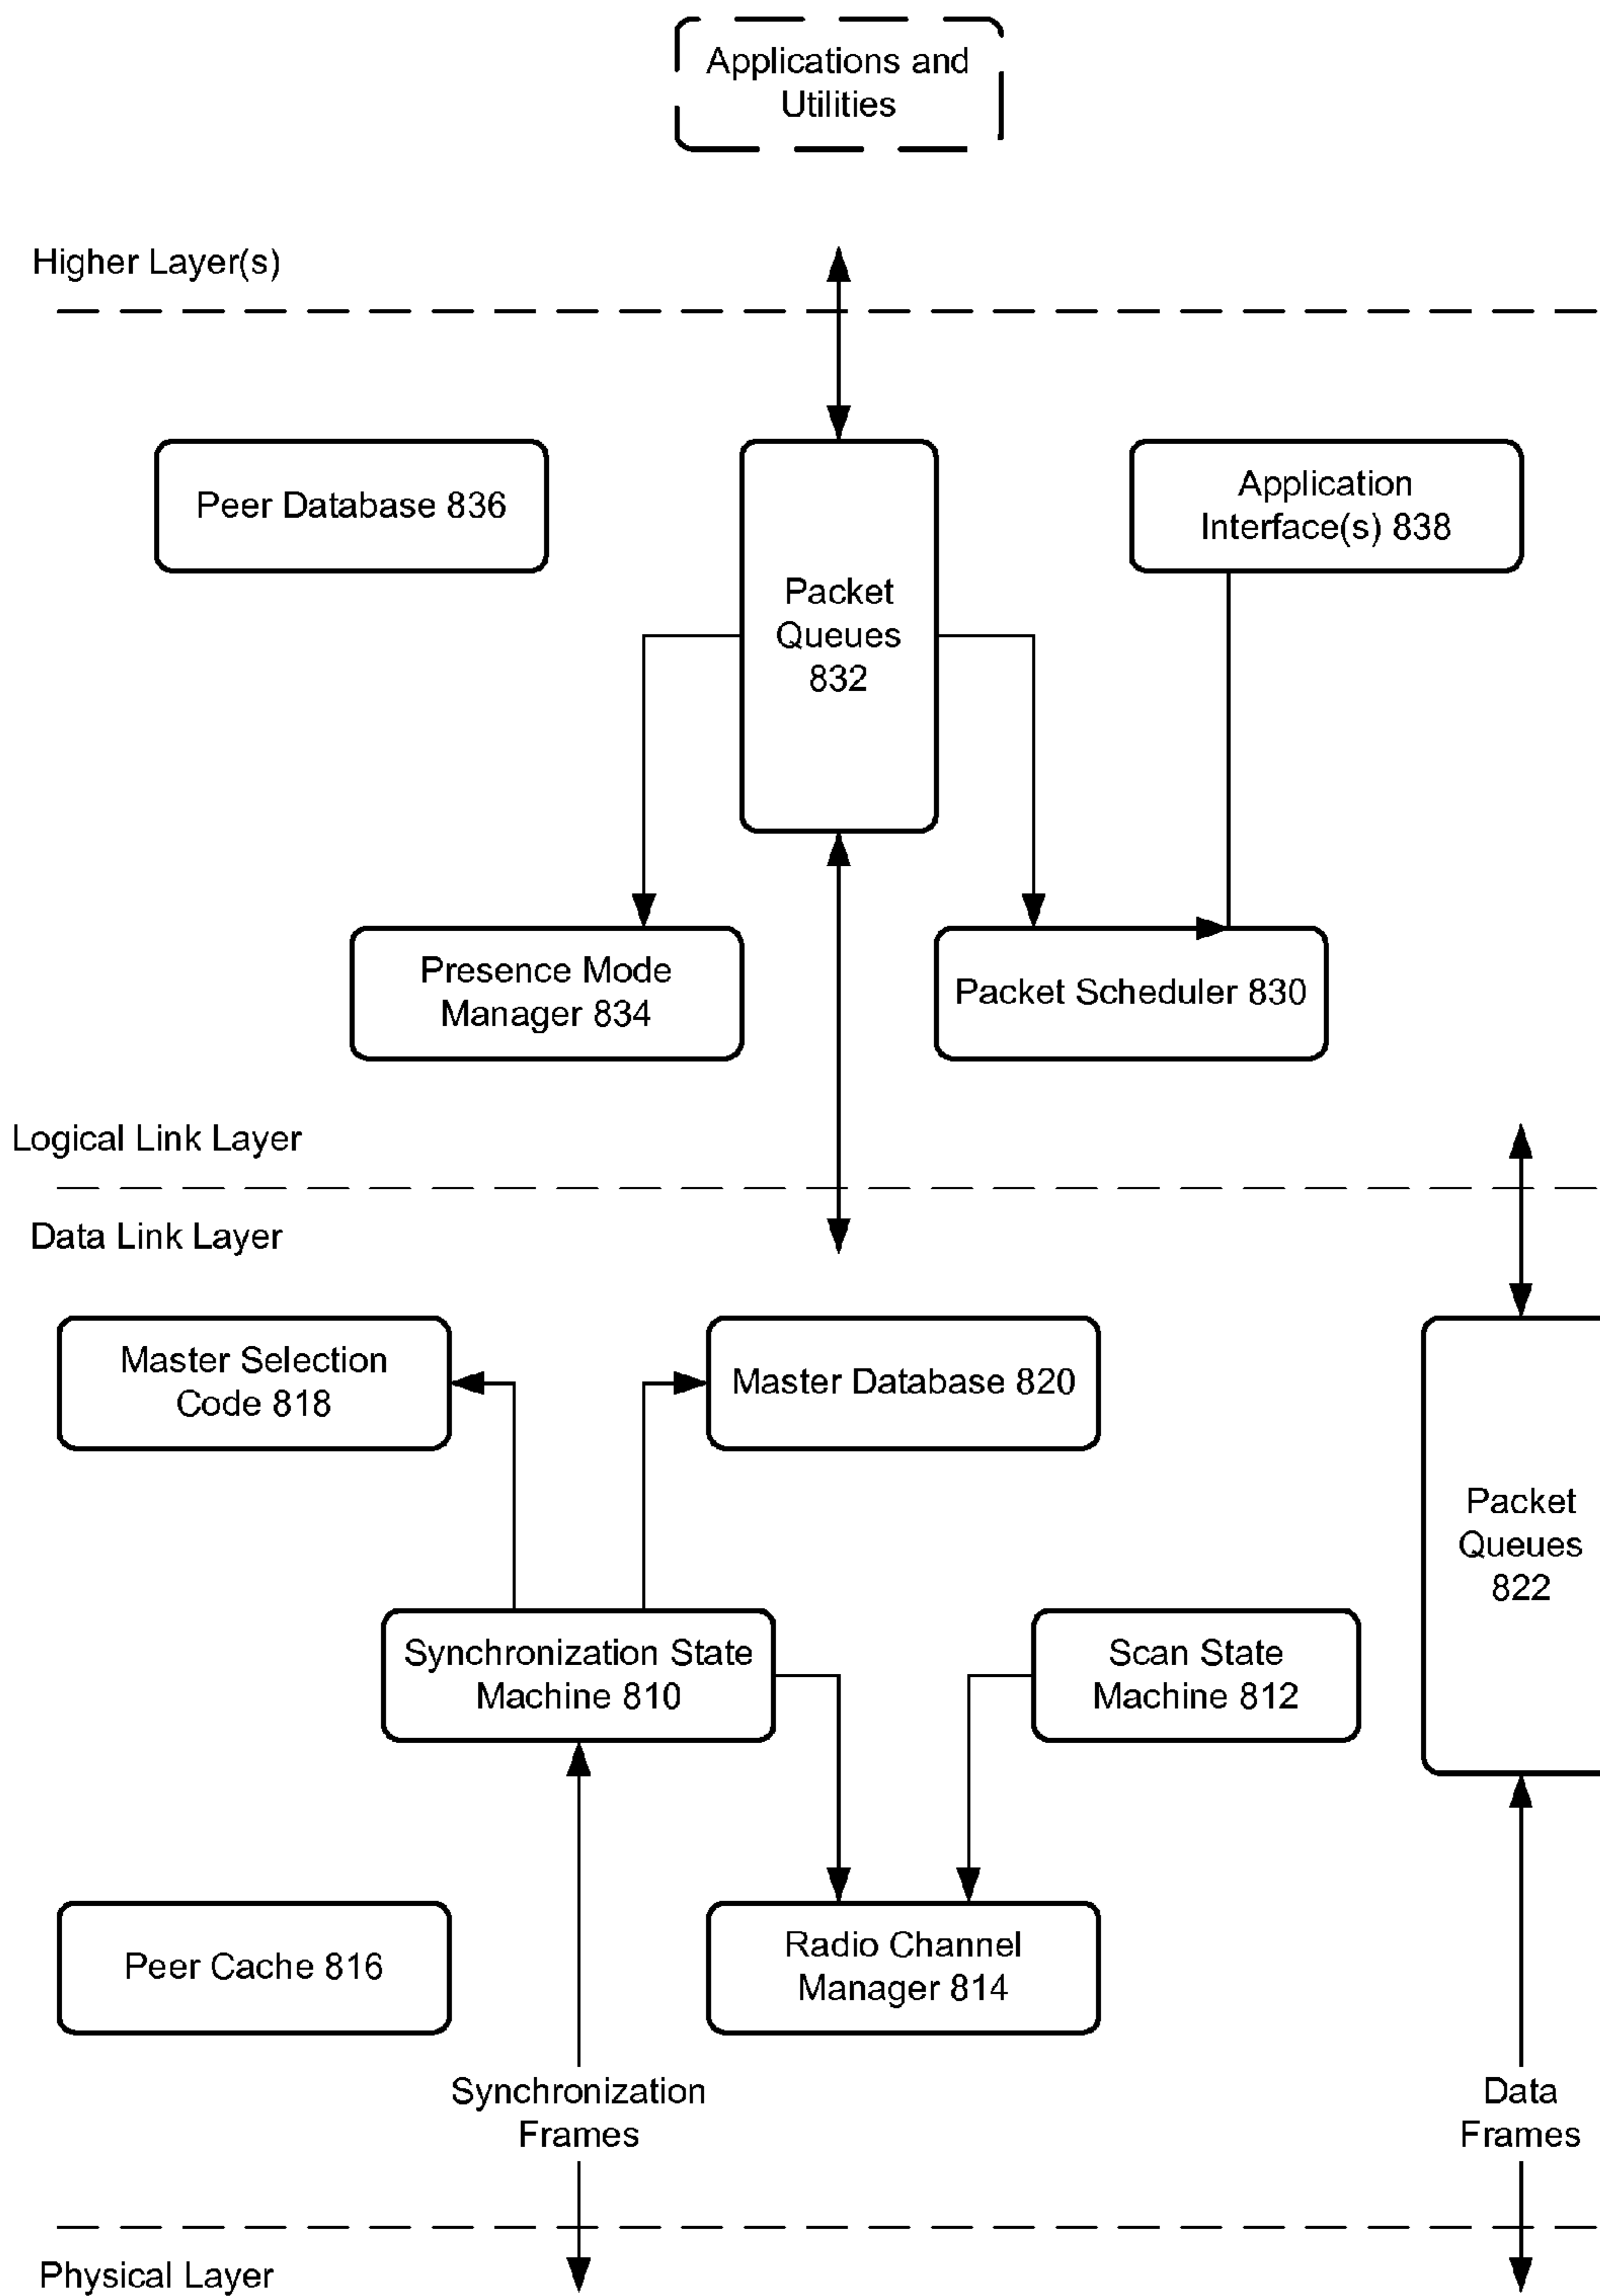 Applications and
Utilities
Higher Layer(s)
Peer Database 836
Packet
Queues
832
Application
Interface(s) 838
Presence Mode
Manager 834
Packet Scheduler 830
Logical Link Layer
Data Link Layer
Master Selection
Code 818
Master Database 820
Packet
Queues
822
Synchronization State
Machine 810
Scan State
Machine 812
Peer Cache 816
Radio Channel
Manager 814
Synchronization
Frames
Data
Frames
Physical Layer